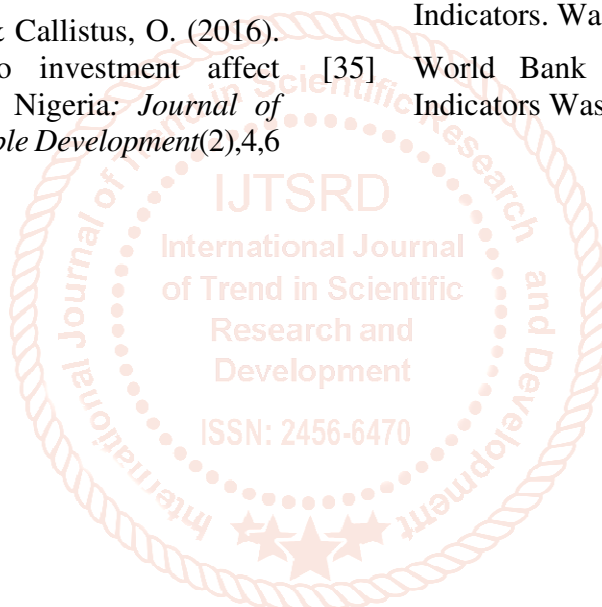 & Callistus, O. (2016).
o investment affect
Nigeria: Journal of
ble Development(2),4,6
Indicators. Wa
[35] World Bank
Indicators Was
International Journal of Trend in Scientific Research and Development
IJTSRD
International Journal
of Trend in Scientific
Research and
Development
ISSN: 2456-6470